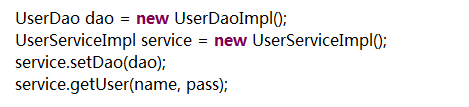 UserDao dao = new UserDaoImpl();
UserServiceImpl service = new UserServiceImpl();
service.setDao(dao);
service.getUser(name, pass);